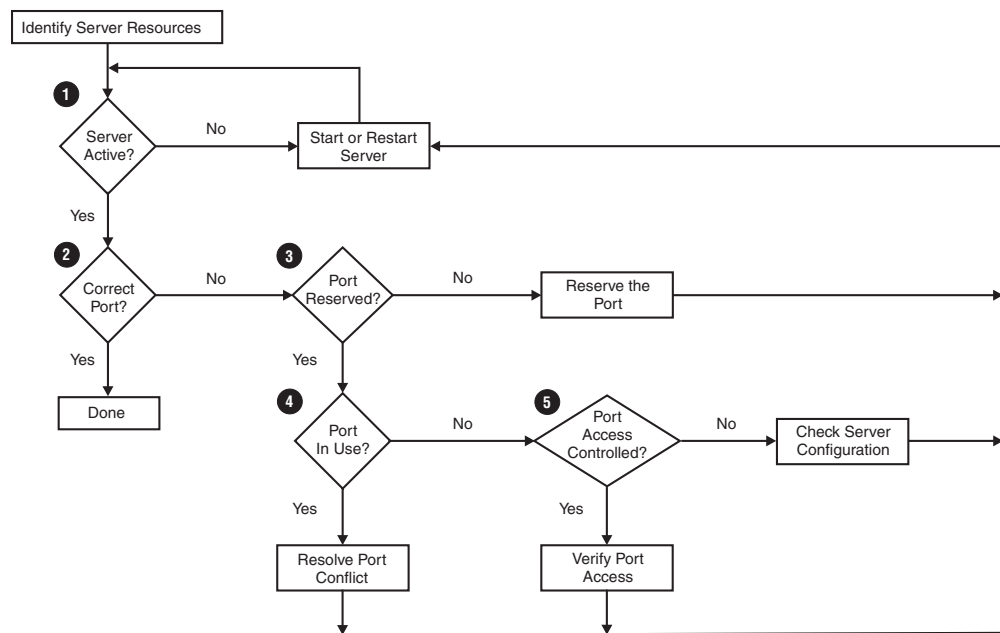 Identify Server Resources
1
Server
Active?
No
Start or Restart
Server
Yes
2
Correct
Port?
No
3
Port
Reserved?
No
Reserve the
Port
Yes
Done
Yes
4
Port
In Use?
No
5
Port
Access
Controlled?
No
Check Server
Configuration
Yes
Resolve Port
Conflict
Yes
Verify Port
Access